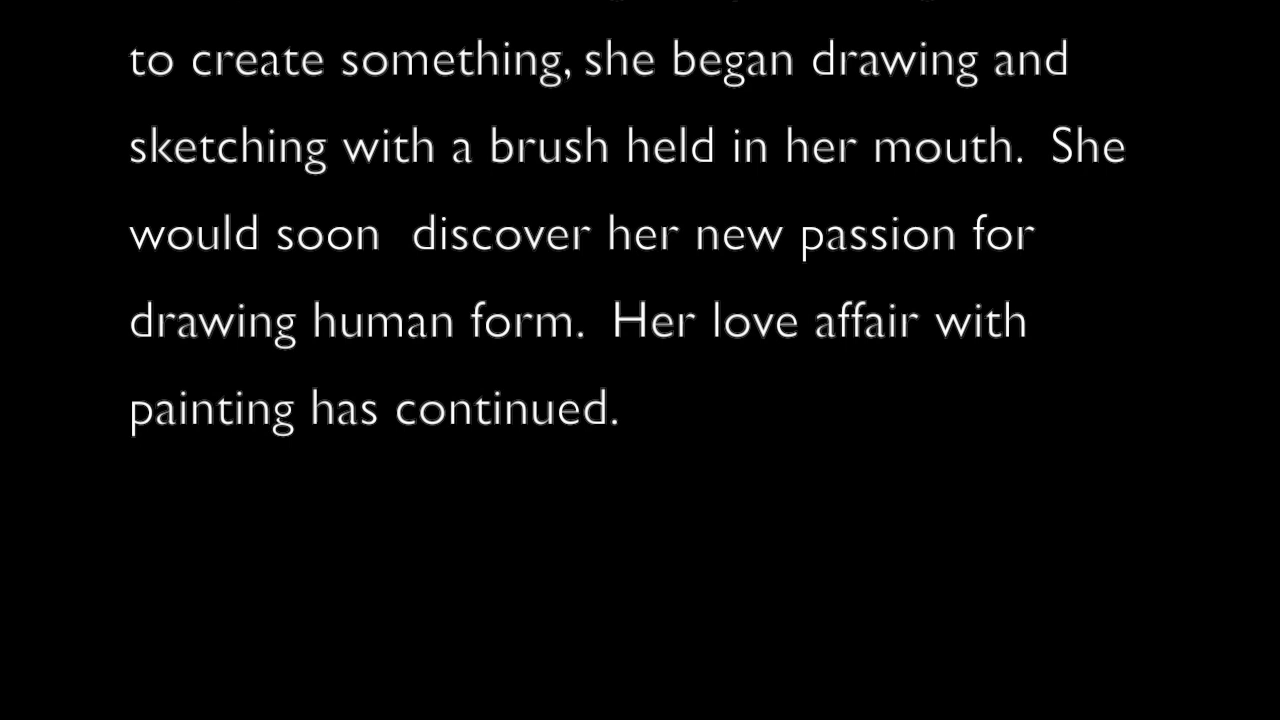 to create something, she began drawing and
sketching with a brush held in her mouth.  She
would soon  discover her new passion for
drawing human form.  Her love affair with
painting has continued.